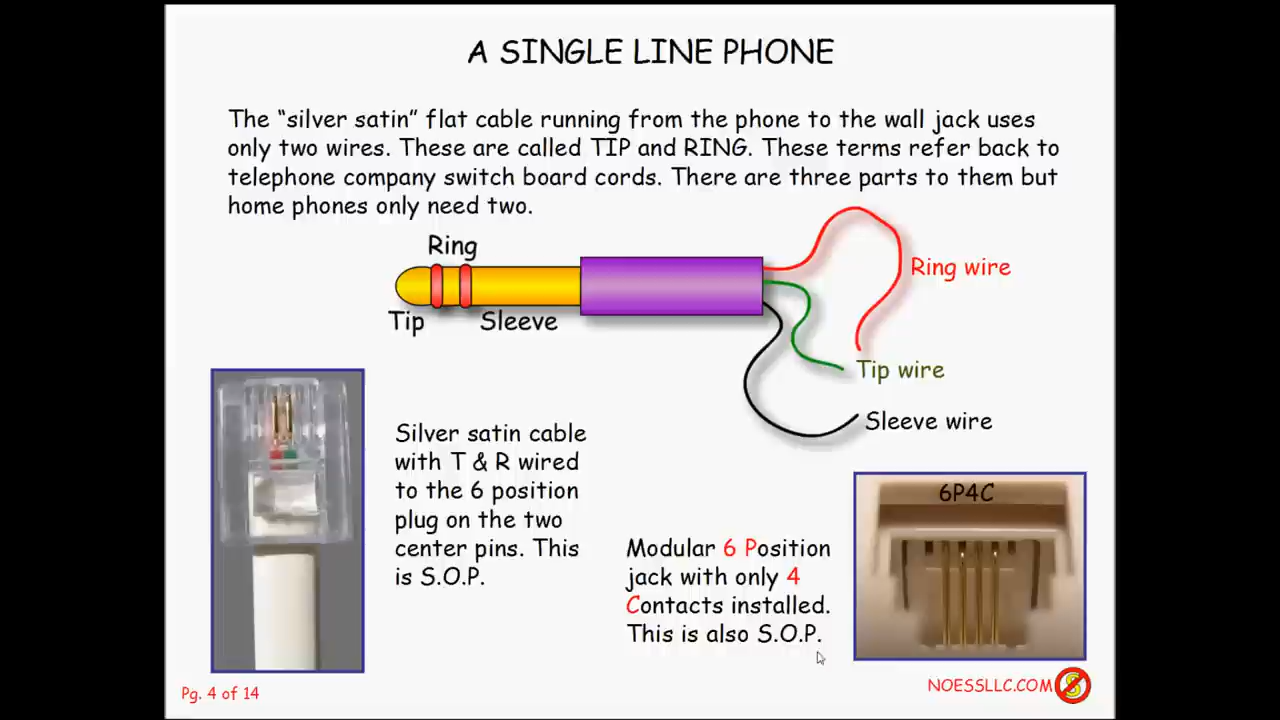 A SINGLE LINE PHONE
The “silver satin” flat cable running from the phone to the wall jack uses
only two wires. These are called TIP and RING. These terms refer back to
telephone company switch board cords. There are three parts to them but
home phones only need two.
Ring
Ring wire
Tip
Sleeve
Tip wire
Sleeve wire
Silver satin cable
with T & R wired
to the 6 position
plug on the two
center pins. This
is S.O.P.
6P4C
Modular 6 Position
jack with only 4
Contacts installed.
This is also S.O.P.
Pg. 4 of 14
NOESSLLC.COM
S